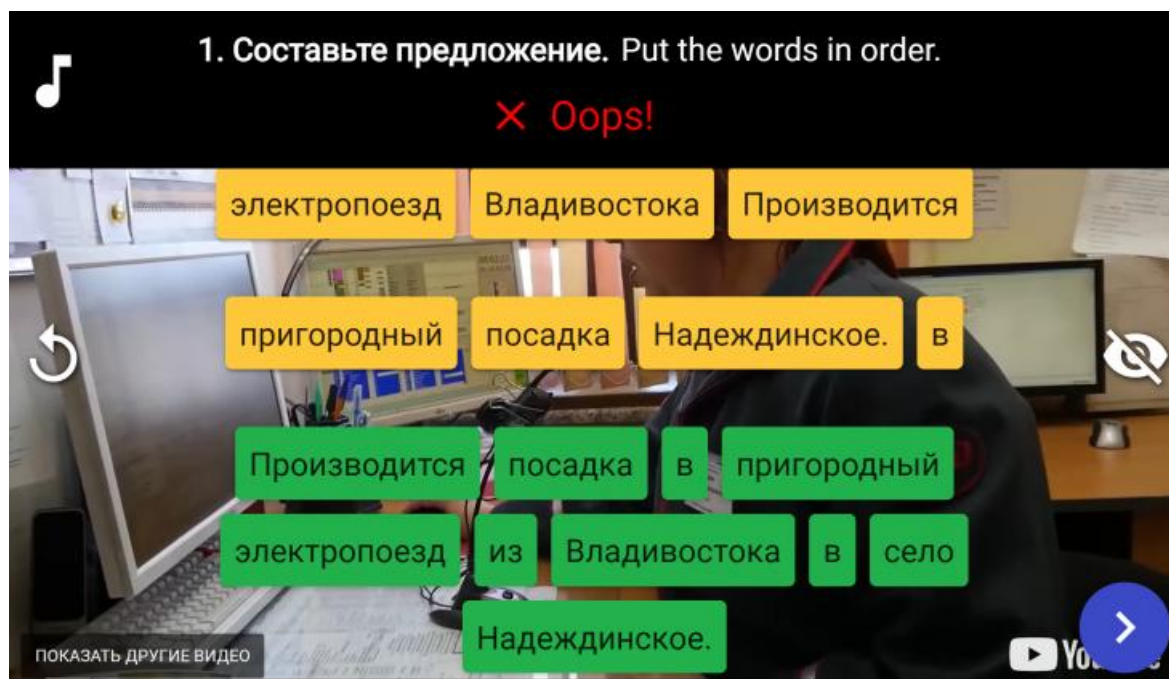 1. Составьте предложение. Put the words in order.
× Oops!
электропоезд Владивостока Производится
пригородный посадка Надеждинское. в
Производится посадка в пригородный
электропоезд из Владивостока в село
Надеждинское.
ПОКАЗАТЬ ДРУГИЕ ВИДЕО